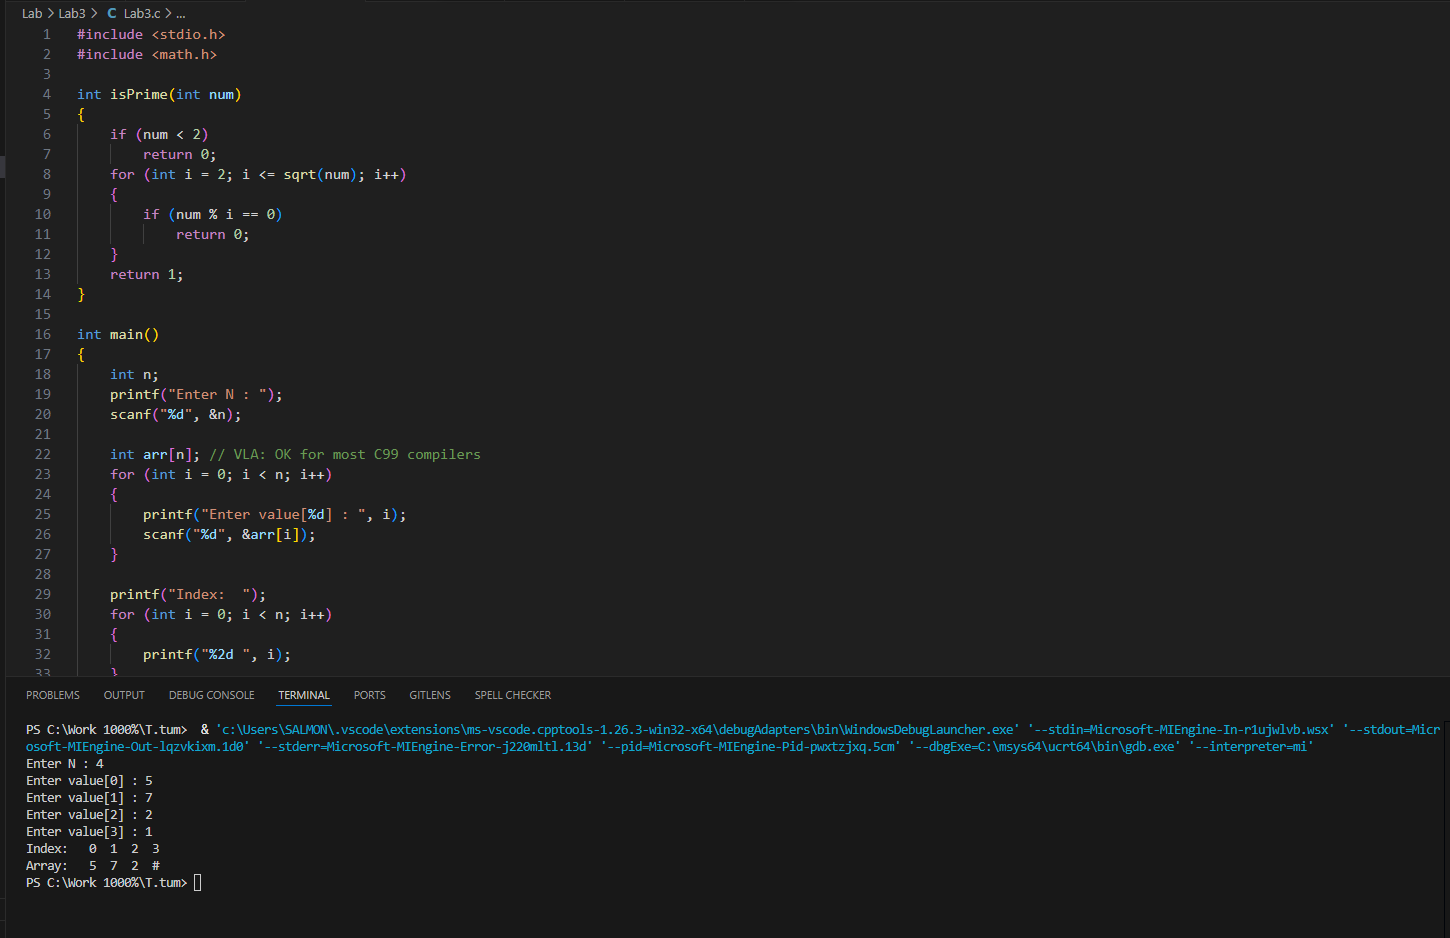 Lab > Lab3 > C Lab3.c > ...
1 #include <stdio.h>
2 #include <math.h>
3
4 int isPrime(int num)
5 {
6     if (num < 2)
7         return 0;
8     for (int i = 2; i <= sqrt(num); i++)
9     {
10         if (num % i == 0)
11             return 0;
12     }
13     return 1;
14 }
15
16 int main()
17 {
18     int n;
19     printf("Enter N : ");
20     scanf("%d", &n);
21
22     int arr[n]; // VLA: OK for most C99 compilers
23     for (int i = 0; i < n; i++)
24     {
25         printf("Enter value[%d] : ", i);
26         scanf("%d", &arr[i]);
27     }
28
29     printf("Index:  ");
30     for (int i = 0; i < n; i++)
31     {
32         printf("%2d ", i);
33     }
PROBLEMS OUTPUT DEBUG CONSOLE TERMINAL PORTS GITLENS SPELL CHECKER
PS C:\Work 1000%\T.tum>  & 'c:\Users\SALMON\.vscode\extensions\ms-vscode.cpptools-1.26.3-win32-x64\debugAdapters\bin\WindowsDebugLauncher.exe' '--stdin=Microsoft-MIEngine-In-r1ujwlvb.wsx' '--stdout=Micr
osoft-MIEngine-Out-lqzvkixm.1d0' '--stderr=Microsoft-MIEngine-Error-j220mltl.13d' '--pid=Microsoft-MIEngine-Pid-pwxtzjxq.5cm' '--dbgExe=C:\msys64\ucrt64\bin\gdb.exe' '--interpreter=mi'
Enter N : 4
Enter value[0] : 5
Enter value[1] : 7
Enter value[2] : 2
Enter value[3] : 1
Index:   0  1  2  3
Array:   5  7  2  #
PS C:\Work 1000%\T.tum>